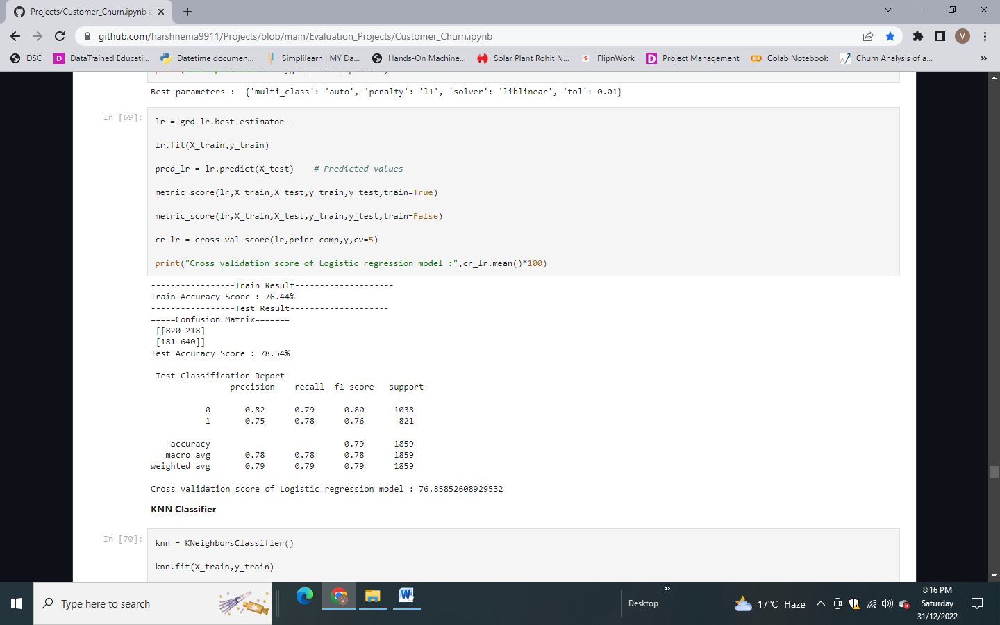 Projects/Customer_Churn.ipynb a
github.com/harshnema9911/Projects/blob/main/Evaluation_Projects/Customer_Churn.ipynb
V
DSC
DataTrained Educati...
Datetime documen...
Simplilearn | MY Da...
Hands-On Machine...
Solar Plant Rohit N...
FlipnWork
Project Management
Colab Notebook
Churn Analysis of a...
»
Best parameters :  {'multi_class': 'auto', 'penalty': 'l1', 'solver': 'liblinear', 'tol': 0.01}
In [69]:
lr = grd_lr.best_estimator_
lr.fit(X_train,y_train)
pred_lr = lr.predict(X_test)    # Predicted values
metric_score(lr,X_train,X_test,y_train,y_test,train=True)
metric_score(lr,X_train,X_test,y_train,y_test,train=False)
cr_lr = cross_val_score(lr,princ_comp,y,cv=5)
print("Cross validation score of Logistic regression model :",cr_lr.mean()*100)
-----------------Train Result--------------------
Train Accuracy Score : 76.44%
-----------------Test Result--------------------
=====Confusion Matrix=======
[[820 218]
[181 640]]
Test Accuracy Score : 78.54%
Test Classification Report
precision    recall  f1-score   support
0       0.82      0.79      0.80      1038
1       0.75      0.78      0.76       821
accuracy                           0.79      1859
macro avg       0.78      0.78      0.78      1859
weighted avg       0.79      0.79      0.79      1859
Cross validation score of Logistic regression model : 76.85852608929532
KNN Classifier
In [70]:
knn = KNeighborsClassifier()
knn.fit(X_train,y_train)
Type here to search
V
W
Desktop
»
17°C Haze
8:16 PM
Saturday
31/12/2022